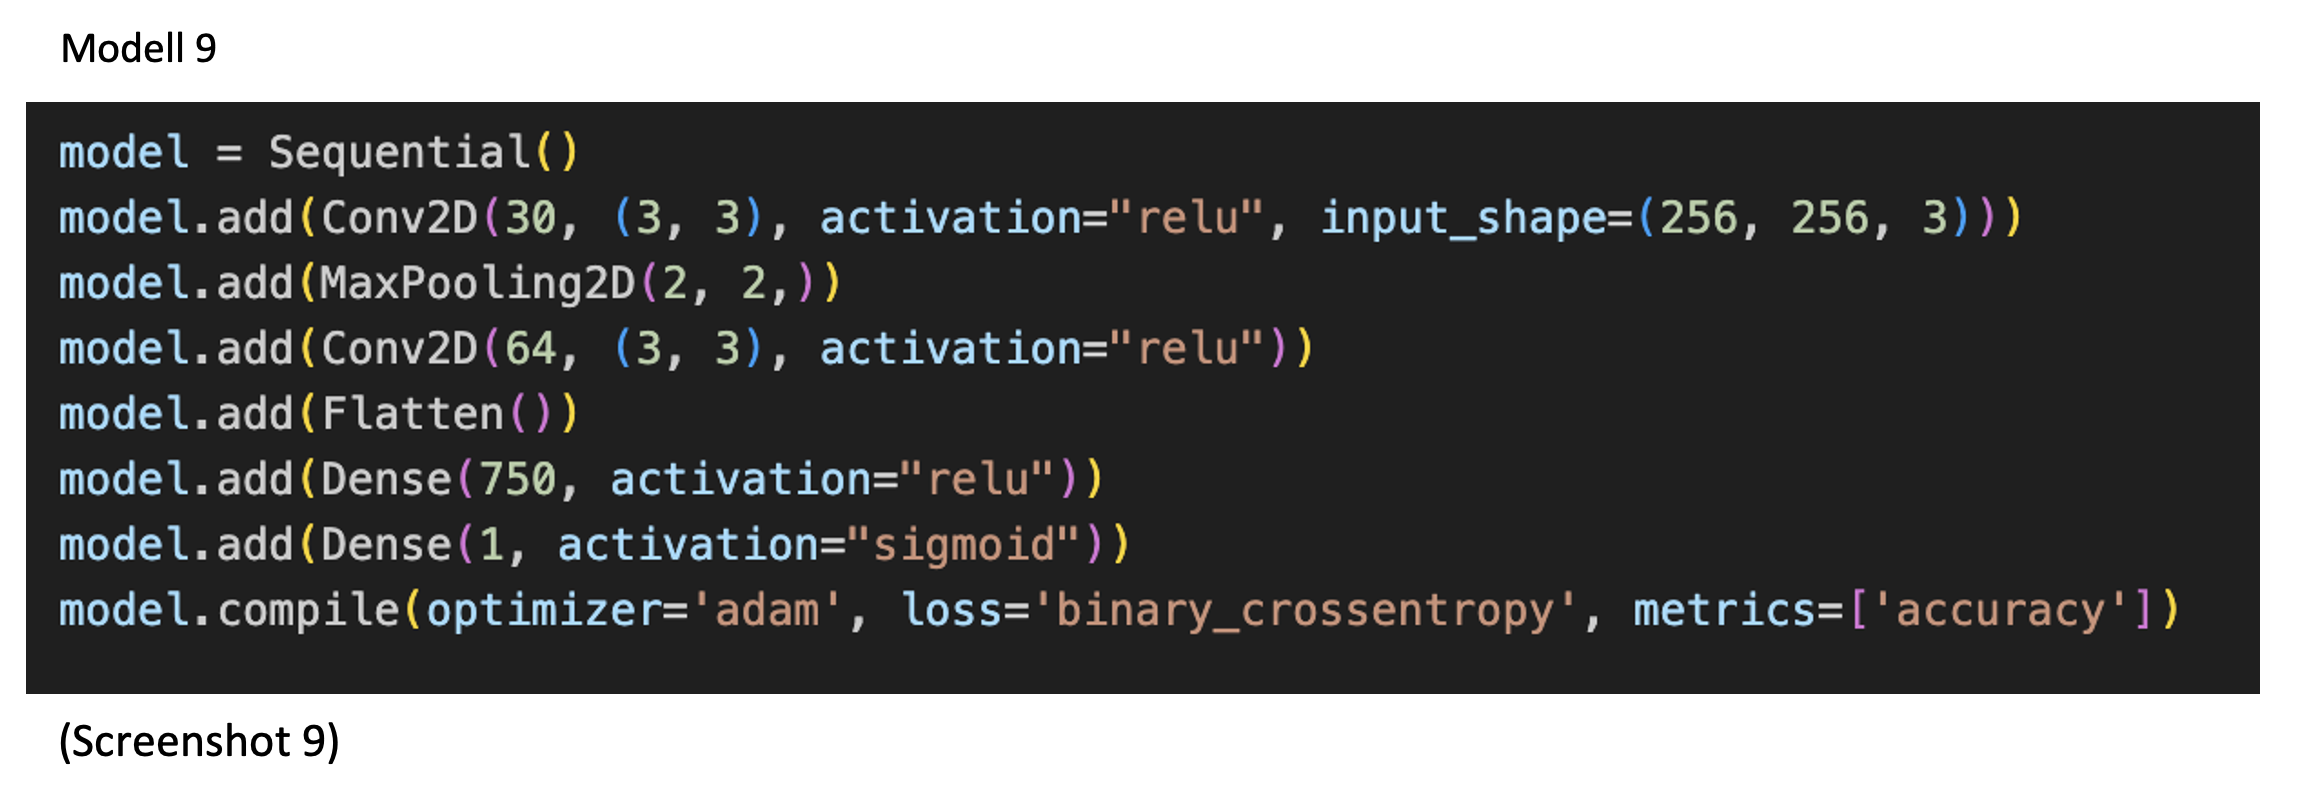 Modell 9
model = Sequential()
model.add(Conv2D(30, (3, 3), activation="relu", input_shape=(256, 256, 3)))
model.add(MaxPooling2D(2, 2,))
model.add(Conv2D(64, (3, 3), activation="relu"))
model.add(Flatten())
model.add(Dense(750, activation="relu"))
model.add(Dense(1, activation="sigmoid"))
model.compile(optimizer='adam', loss='binary_crossentropy', metrics=['accuracy'])
(Screenshot 9)